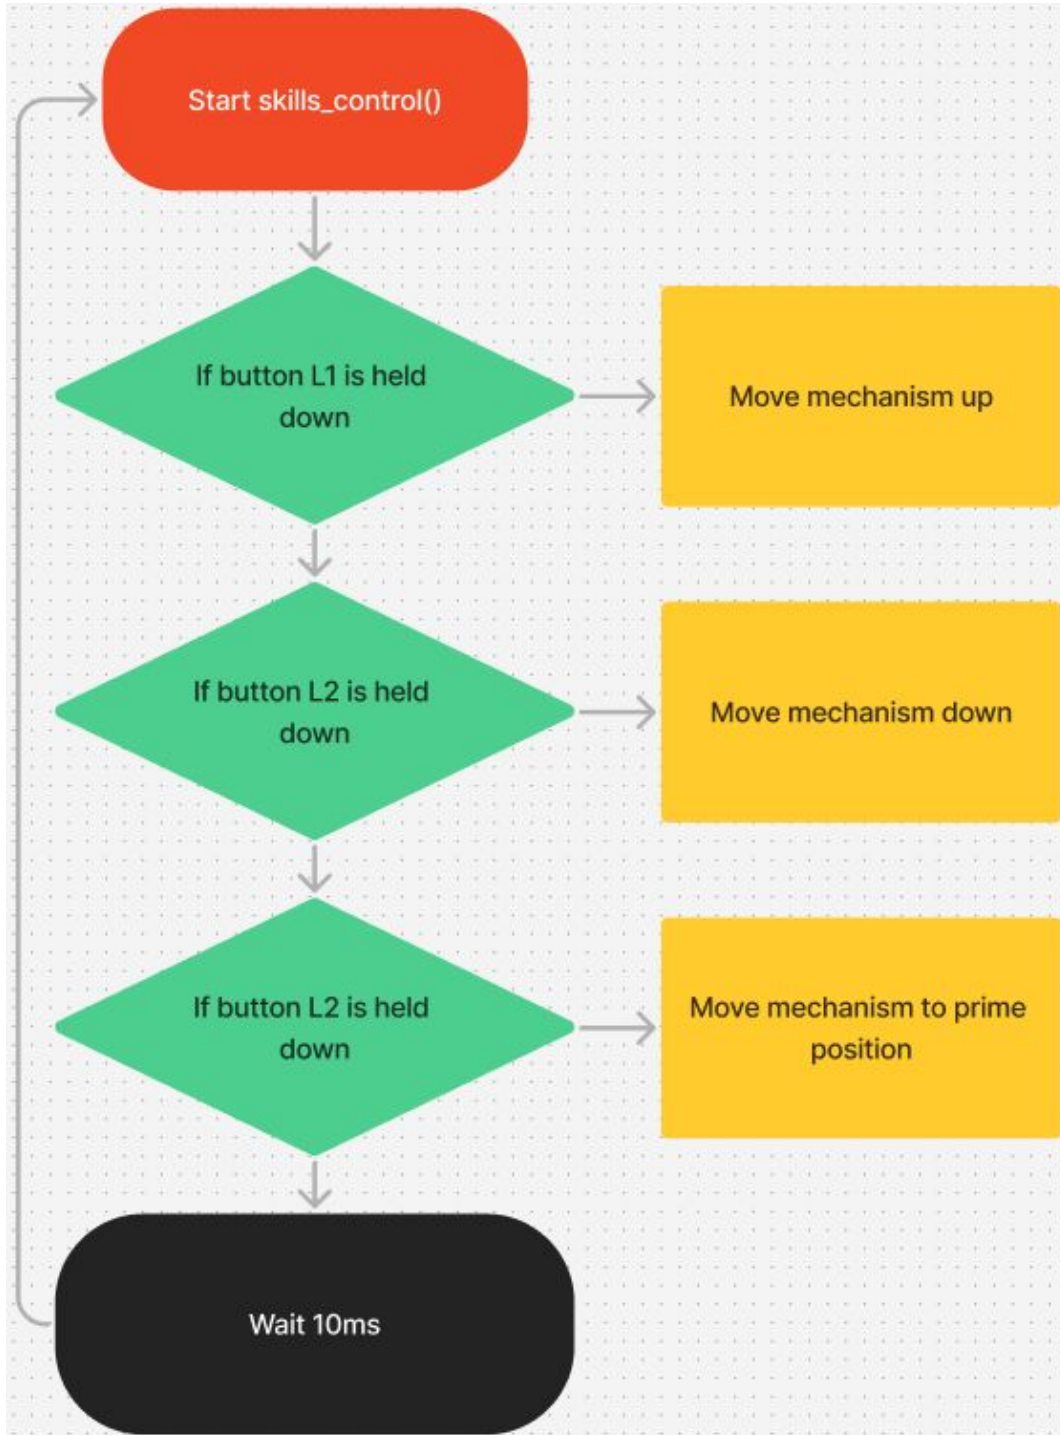 Start skills_control()
If button L1 is held
down
Move mechanism up
If button L2 is held
down
Move mechanism down
If button L2 is held
down
Move mechanism to prime
position
Wait 10ms